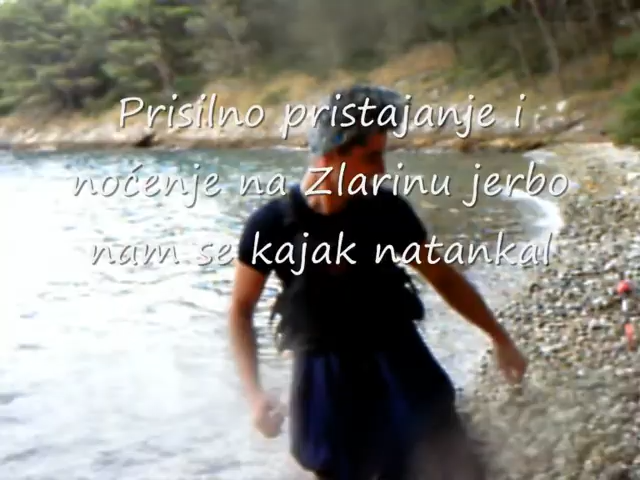 Prisilno pristajanje i
noćenje na Zlarinu jerbo
nam se kajak natankal